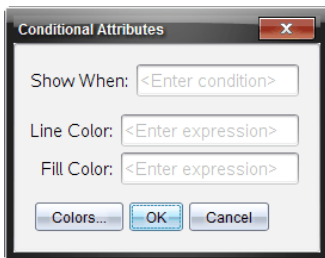 Conditional Attributes
Show When: <Enter condition>
Line Color: <Enter expression>
Fill Color: <Enter expression>
Colors... OK Cancel